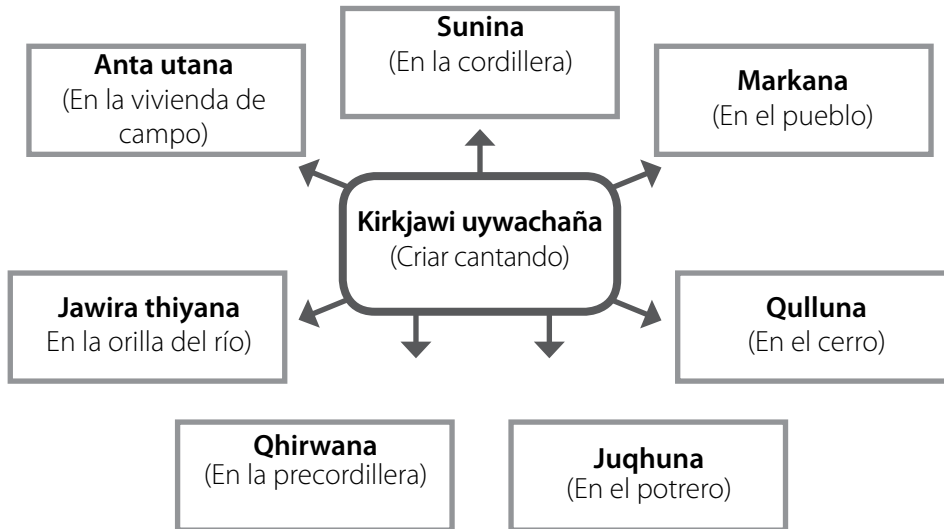 Sunina
(En la cordillera)
Anta utana
(En la vivienda de
campo)
Markana
(En el pueblo)
Kirkjawi uywachaña
(Criar cantando)
Jawira thiyana
En la orilla del río)
Qulluna
(En el cerro)
Qhirwana
(En la precordillera)
Juqhuna
(En el potrero)